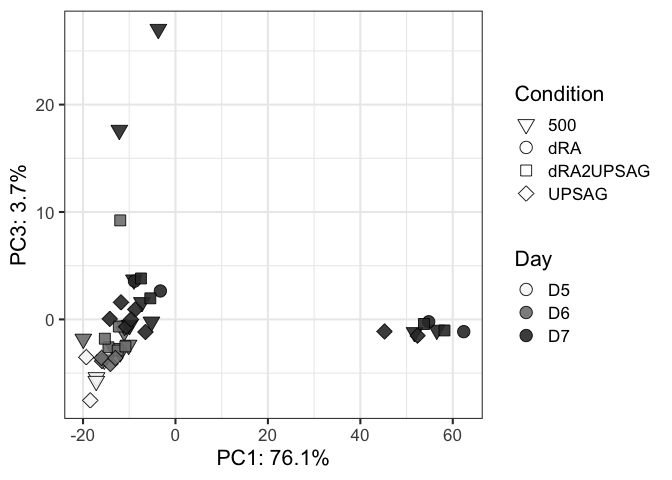 20
10
0
PC3: 3.7%
-20
0
20
40
60
PC1: 76.1%
Condition
500
dRA
dRA2UPSAG
UPSAG
Day
D5
D6
D7